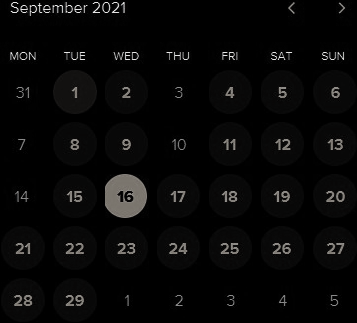 September 2021
MON TUE WED THU FRI SAT SUN
31 1 2 3 4 5 6
7 8 9 10 11 12 13
14 15 16 17 18 19 20
21 22 23 24 25 26 27
28 29 1 2 3 4 5